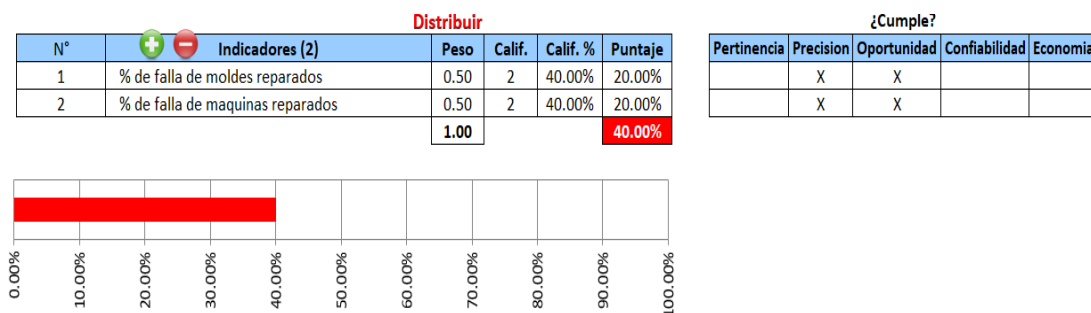 Distribuir ¿Cumple?
N° Indicadores (2) Peso Calif. Calif. % Puntaje Pertinencia Precision Oportunidad Confiabilidad Economia
1 % de falla de moldes reparados 0.50 2 40.00% 20.00% X X
2 % de falla de maquinas reparados 0.50 2 40.00% 20.00% X X
1.00 40.00%
0.00% 10.00% 20.00% 30.00% 40.00% 50.00% 60.00% 70.00% 80.00% 90.00% 100.00%